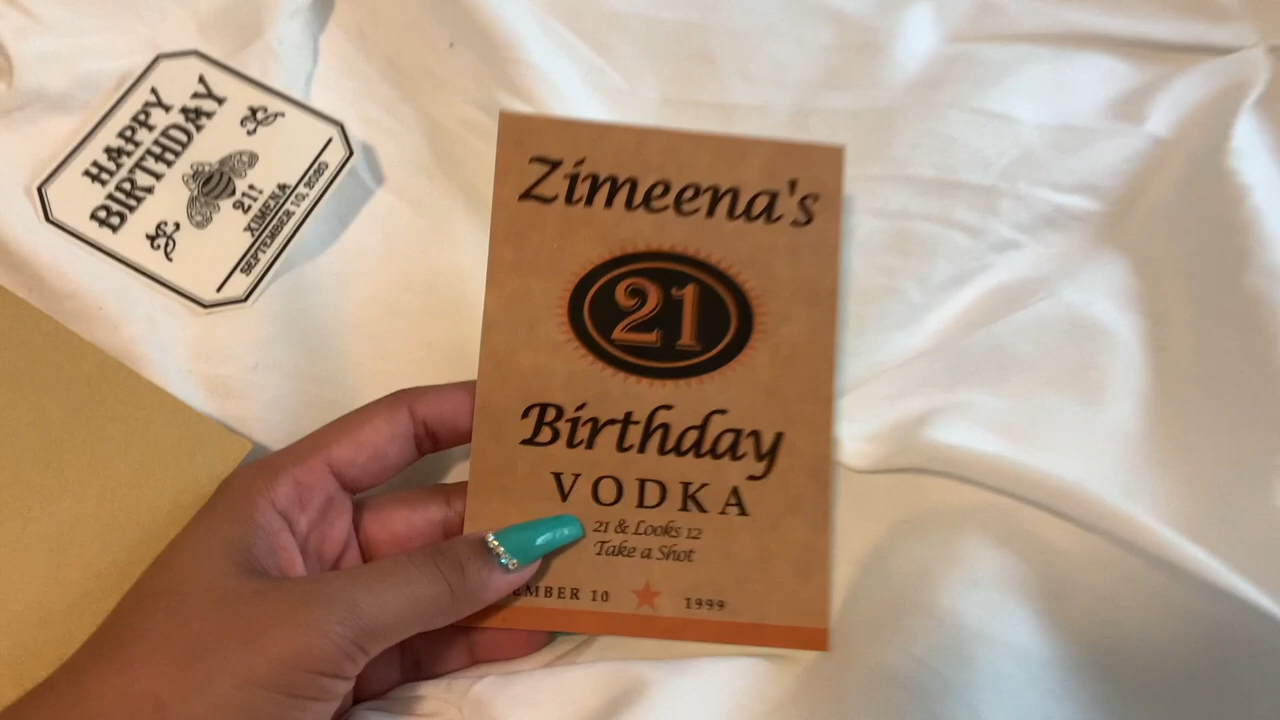 HAPPY
BIRTHDAY
21!
XIMENA
SEPTEMBER 10, 2020
Zimeena's
21
Birthday
VODKA
21 & Looks 12
Take a Shot
EMBER 10 1999